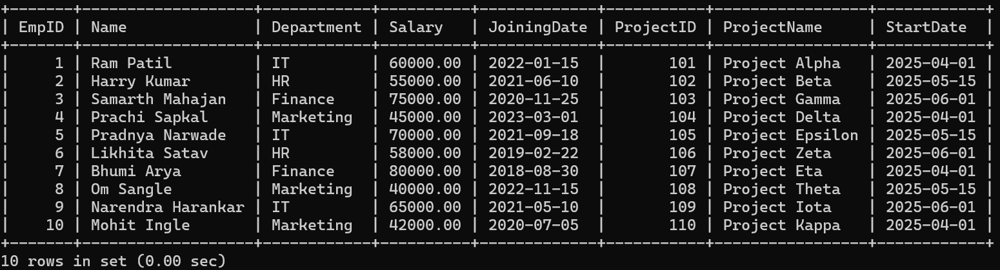 +-------+-------------------+------------+----------+-------------+-----------+-----------------+------------+
| EmpID | Name              | Department | Salary   | JoiningDate | ProjectID | ProjectName     | StartDate  |
+-------+-------------------+------------+----------+-------------+-----------+-----------------+------------+
|     1 | Ram Patil         | IT         | 60000.00 | 2022-01-15  |       101 | Project Alpha   | 2025-04-01 |
|     2 | Harry Kumar       | HR         | 55000.00 | 2021-06-10  |       102 | Project Beta    | 2025-05-15 |
|     3 | Samarth Mahajan   | Finance    | 75000.00 | 2020-11-25  |       103 | Project Gamma   | 2025-06-01 |
|     4 | Prachi Sapkal     | Marketing  | 45000.00 | 2023-03-01  |       104 | Project Delta   | 2025-04-01 |
|     5 | Pradnya Narwade   | IT         | 70000.00 | 2021-09-18  |       105 | Project Epsilon | 2025-05-15 |
|     6 | Likhita Satav     | HR         | 58000.00 | 2019-02-22  |       106 | Project Zeta    | 2025-06-01 |
|     7 | Bhumi Arya        | Finance    | 80000.00 | 2018-08-30  |       107 | Project Eta     | 2025-04-01 |
|     8 | Om Sangle         | Marketing  | 40000.00 | 2022-11-15  |       108 | Project Theta   | 2025-05-15 |
|     9 | Narendra Harankar | IT         | 65000.00 | 2021-05-10  |       109 | Project Iota    | 2025-06-01 |
|    10 | Mohit Ingle       | Marketing  | 42000.00 | 2020-07-05  |       110 | Project Kappa   | 2025-04-01 |
+-------+-------------------+------------+----------+-------------+-----------+-----------------+------------+
10 rows in set (0.00 sec)